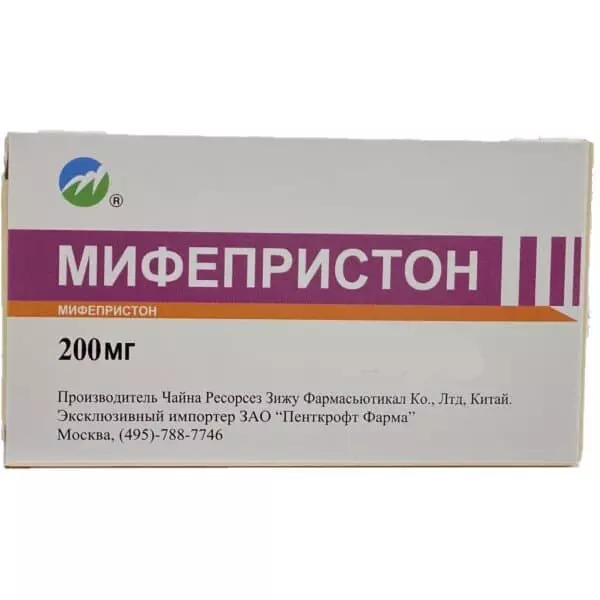 ®
МИФЕПРИСТОН
МИФЕПРИСТОН
200мг
Производитель Чайна Ресорсез Зижу Фармасьютикал Ко., Лтд, Китай.
Эксклюзивный импортер ЗАО “Пенткрофт Фарма”
Москва, (495)-788-7746